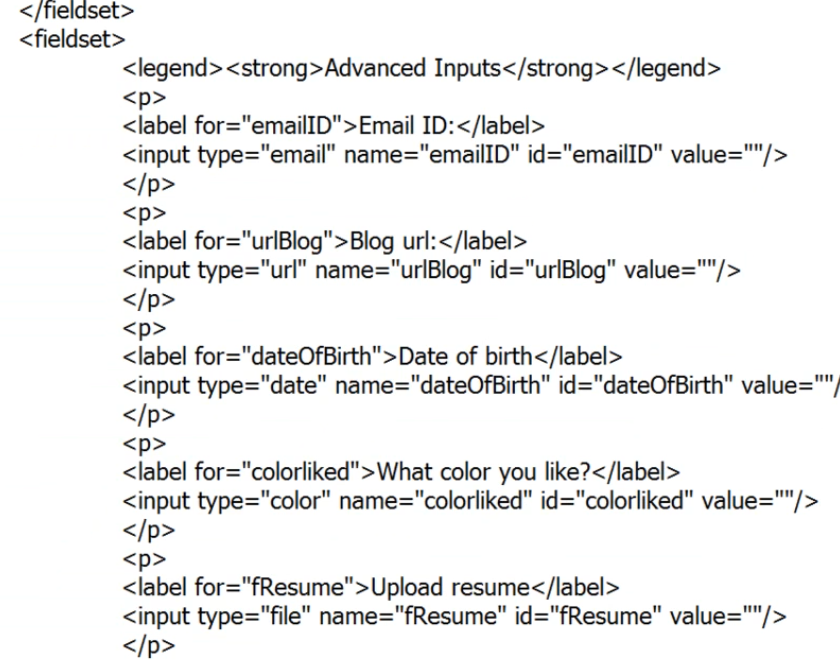 </fieldset>
<fieldset>
<legend><strong>Advanced Inputs</strong></legend>
<p>
<label for="emailID">Email ID:</label>
<input type="email" name="emailID" id="emailID" value=""/>
</p>
<p>
<label for="urlBlog">Blog url:</label>
<input type="url" name="urlBlog" id="urlBlog" value=""/>
</p>
<p>
<label for="dateOfBirth">Date of birth</label>
<input type="date" name="dateOfBirth" id="dateOfBirth" value=""/
</p>
<p>
<label for="colorliked">What color you like?</label>
<input type="color" name="colorliked" id="colorliked" value=""/>
</p>
<p>
<label for="fResume">Upload resume</label>
<input type="file" name="fResume" id="fResume" value=""/>
</p>